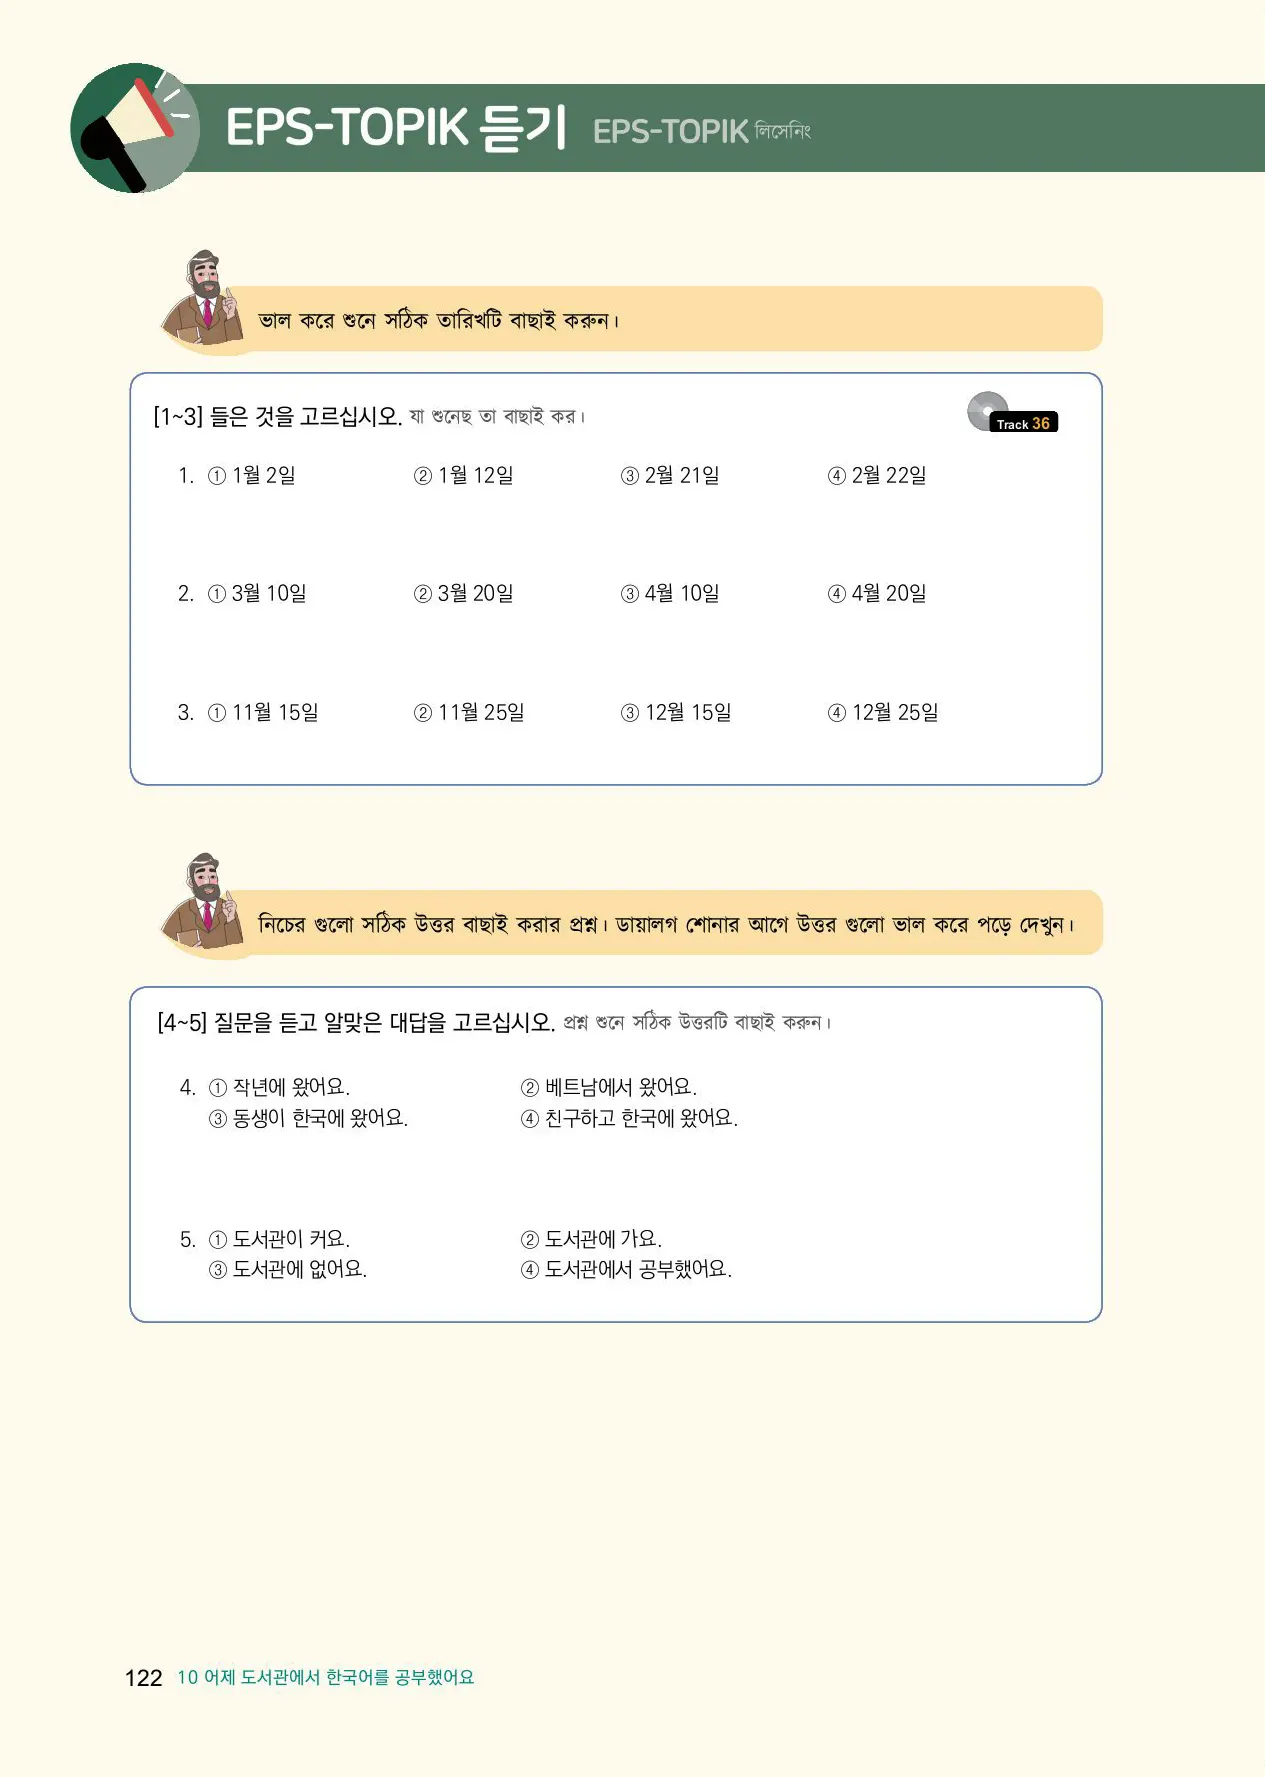 EPS-TOPIK 듣기 EPS-TOPIK লিসেনিং
ভাল করে শুনে সঠিক তারিখটি বাছাই করুন।
[1~3] 들은 것을 고르십시오. যা শুনেছ তা বাছাই কর।
Track 36
1. ① 1월 2일 ② 1월 12일 ③ 2월 21일 ④ 2월 22일
2. ① 3월 10일 ② 3월 20일 ③ 4월 10일 ④ 4월 20일
3. ① 11월 15일 ② 11월 25일 ③ 12월 15일 ④ 12월 25일
নিচের গুলো সঠিক উত্তর বাছাই করার প্রশ্ন। ডায়ালগ শোনার আগে উত্তর গুলো ভাল করে পড়ে দেখুন।
[4~5] 질문을 듣고 알맞은 대답을 고르십시오. প্রশ্ন শুনে সঠিক উত্তরটি বাছাই করুন।
4. ① 작년에 왔어요. ② 베트남에서 왔어요.
③ 동생이 한국에 왔어요. ④ 친구하고 한국에 왔어요.
5. ① 도서관이 커요. ② 도서관에 가요.
③ 도서관에 없어요. ④ 도서관에서 공부했어요.
122 10 어제 도서관에서 한국어를 공부했어요